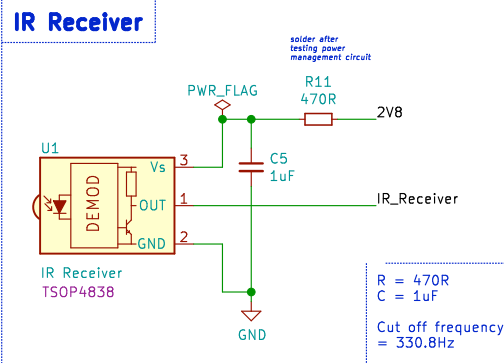 IR Receiver
solder after
testing power
management circuit
R11
470R
PWR_FLAG
2V8
U1
3
Vs
C5
1uF
DEMOD
1
OUT
IR_Receiver
2
GND
IR Receiver
TSOP4838
GND
R = 470R
C = 1uF
Cut off frequency
= 330.8Hz